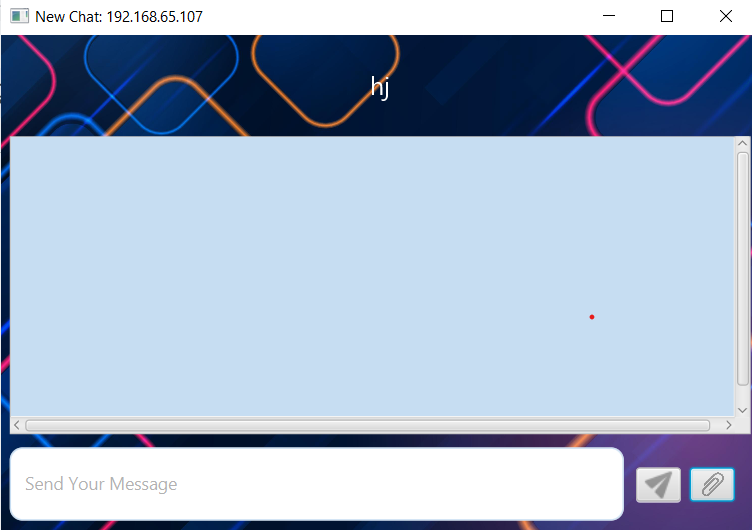 New Chat: 192.168.65.107
hj
Send Your Message